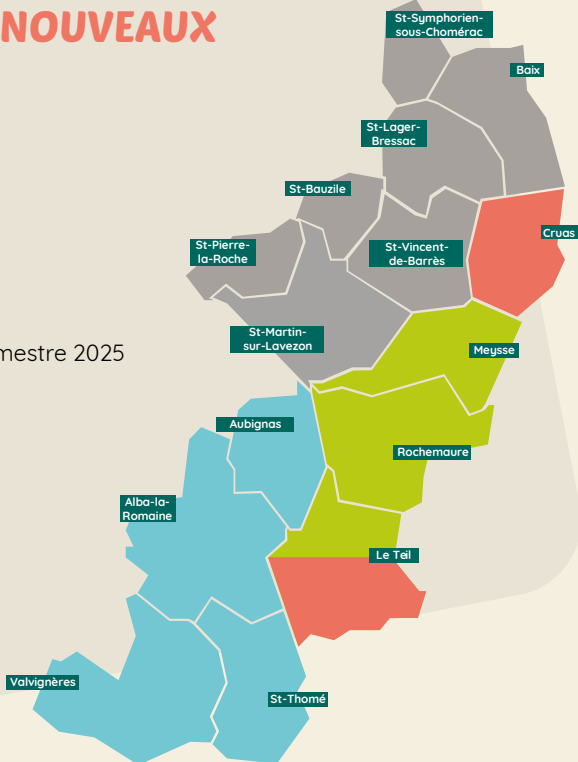 NOUVEAUX
St-Symphorien-
sous-Chomérac
Baix
St-Lager-
Bressac
St-Bauzile
Cruas
St-Pierre-
la-Roche
St-Vincent-
de-Barrès
St-Martin-
sur-Lavezon
mestre 2025
Meysse
Aubignas
Rochemaure
Alba-la-
Romaine
Le Teil
Valvignères
St-Thomé